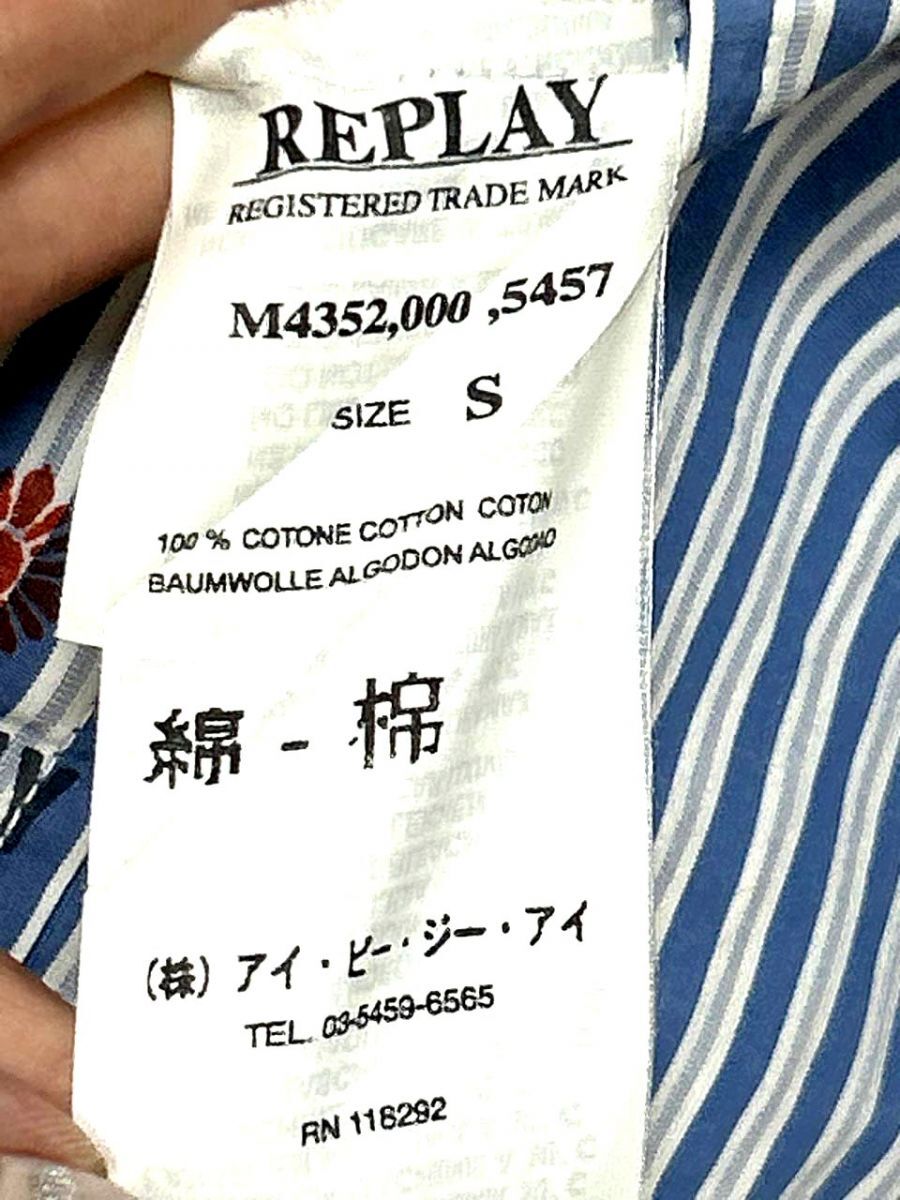 REPLAY
REGISTERED TRADE MARK
M4352,000 ,5457
SIZE S
100 % COTONE COTTON COTON
BAUMWOLLE ALGODON ALGODAO
綿 - 棉
(株) アイ・ピー・ジー・アイ
TEL. 03-5459-6565
RN 116292